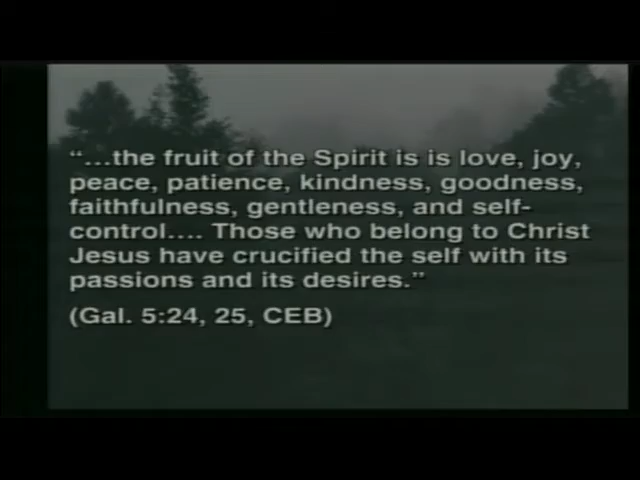 “...the fruit of the Spirit is is love, joy,
peace, patience, kindness, goodness,
faithfulness, gentleness, and self-
control.... Those who belong to Christ
Jesus have crucified the self with its
passions and its desires.”
(Gal. 5:24, 25, CEB)